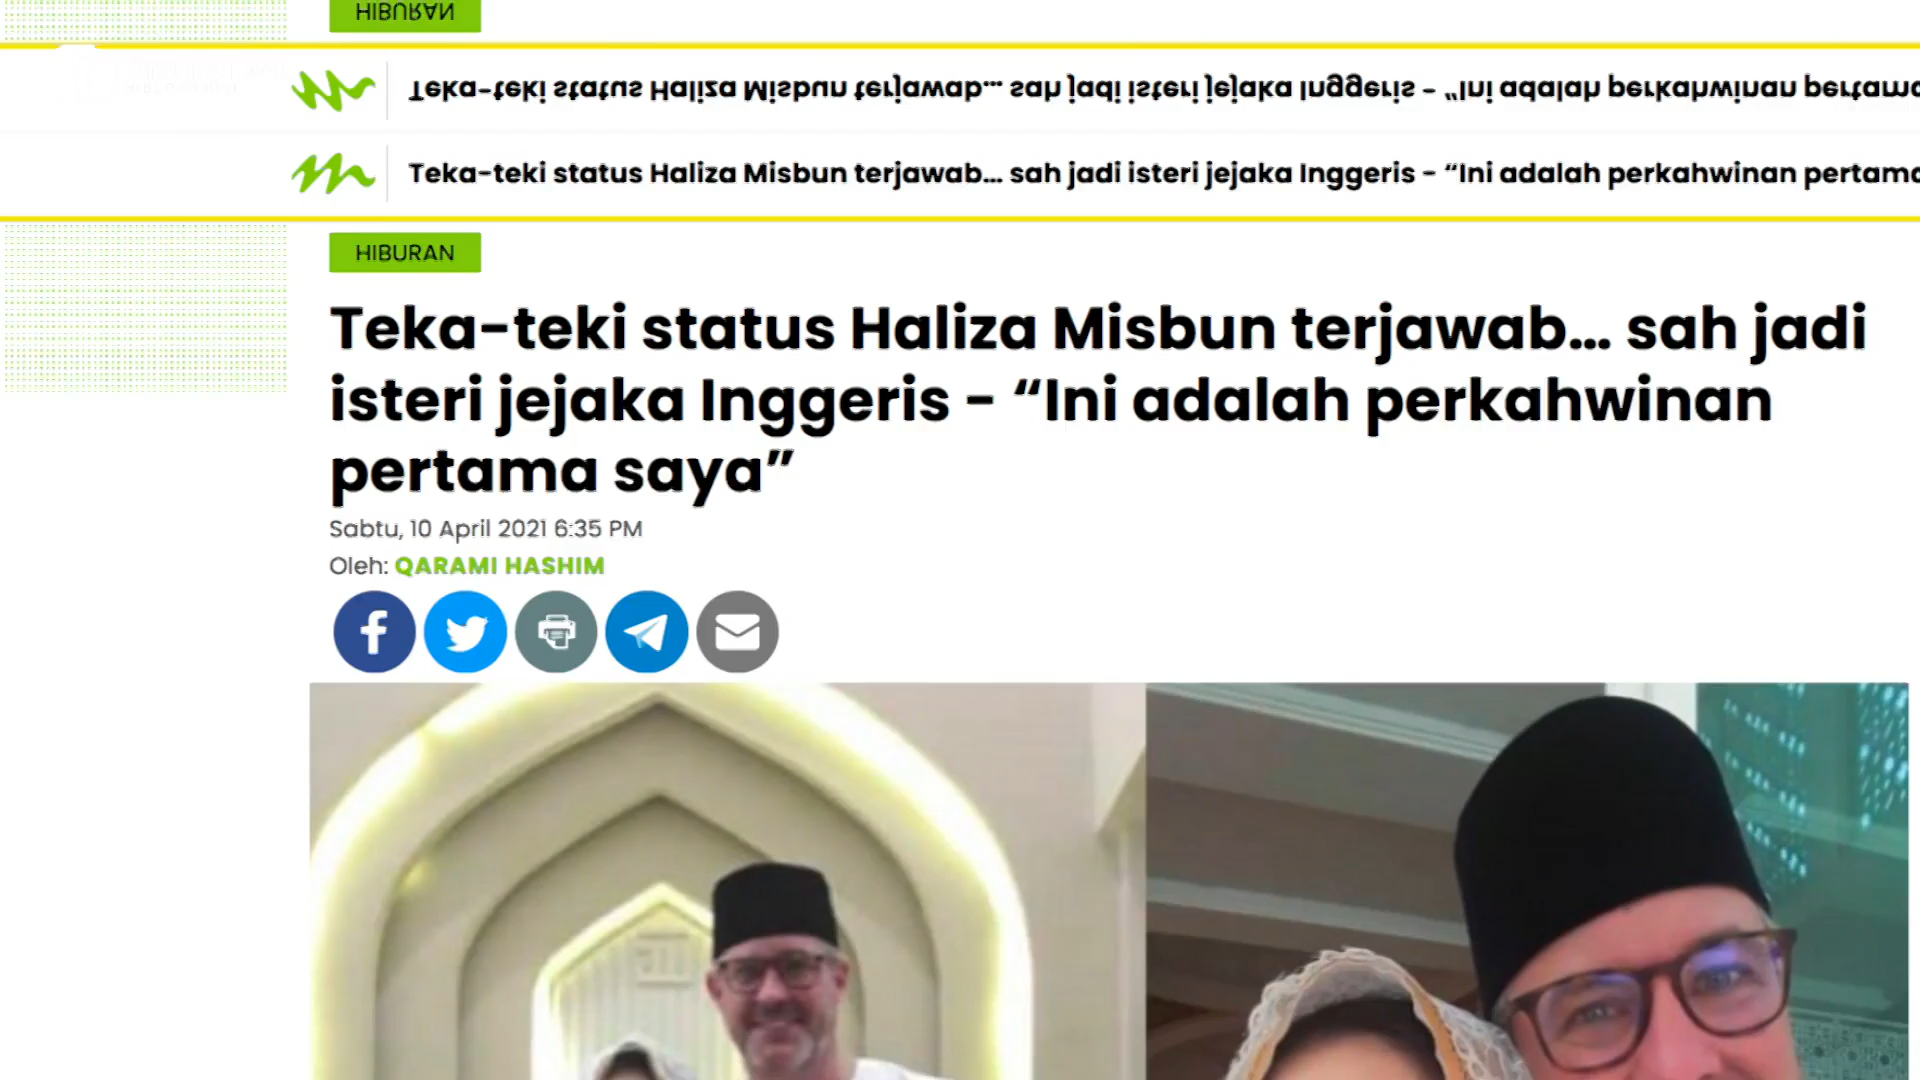 HIBURAN
Teka-teki status Haliza Misbun terjawab... sah jadi isteri jejaka Inggeris - “Ini adalah perkahwinan
Teka-teki status Haliza Misbun terjawab... sah jadi isteri jejaka Inggeris - “Ini adalah perkahwinan
HIBURAN
Teka-teki status Haliza Misbun terjawab... sah jadi
isteri jejaka Inggeris - “Ini adalah perkahwinan
pertama saya”
Sabtu, 10 April 2021 6:35 PM
Oleh: QARAMI HASHIM